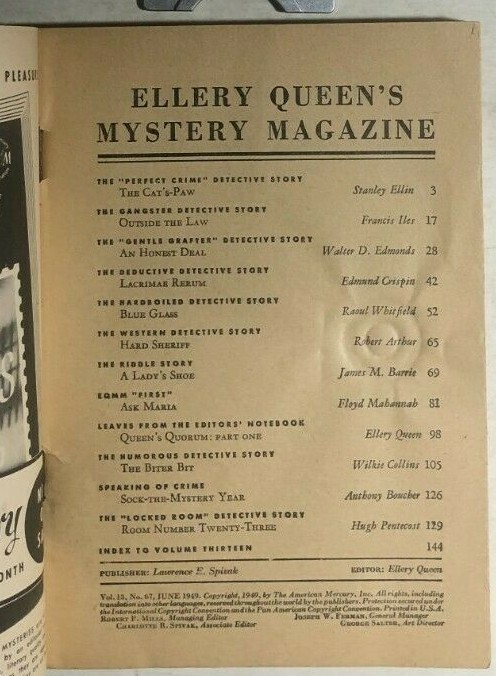 PLEASU
ELLERY QUEEN'S
MYSTERY MAGAZINE
THE "PERFECT CRIME" DETECTIVE STORY
THE CAT'S-PAW Stanley Ellin 3
THE GANGSTER DETECTIVE STORY
OUTSIDE THE LAW Francis Iles 17
THE "GENTLE GRAFTER" DETECTIVE STORY
AN HONEST DEAL Walter D. Edmonds 28
THE DEDUCTIVE DETECTIVE STORY
LACRIMAE RERUM Edmund Crispin 42
THE HARDBOILED DETECTIVE STORY
BLUE GLASS Raoul Whitfield 52
THE WESTERN DETECTIVE STORY
HARD SHERIFF Robert Arthur 65
THE RIDDLE STORY
A LADY'S SHOE James M. Barrie 69
EQMM "FIRST"
ASK MARIA Floyd Mahannah 81
LEAVES FROM THE EDITORS' NOTEBOOK
QUEEN'S QUORUM: PART ONE Ellery Queen 98
THE HUMOROUS DETECTIVE STORY
THE BITER BIT Wilkie Collins 105
SPEAKING OF CRIME
SOCK-THE-MYSTERY YEAR Anthony Boucher 126
THE "LOCKED ROOM" DETECTIVE STORY
ROOM NUMBER TWENTY-THREE Hugh Pentecost 129
INDEX TO VOLUME THIRTEEN 144
PUBLISHER: Lawrence E. Spivak EDITOR: Ellery Queen
Vol. 13, No. 67, JUNE 1949. Copyright, 1949, by The American Mercury, Inc. All rights, including
translation into other languages, reserved throughout the world by the publishers. Protection secured under
the International Copyright Convention and the Pan American Copyright Convention. Printed in U.S.A.
ROBERT P. MILLS, Managing Editor JOSEPH W. FERMAN, General Manager
CHARLOTTE R. SPIVAK, Associate Editor GEORGE SALTER, Art Director
ONTH
MYSTERIES